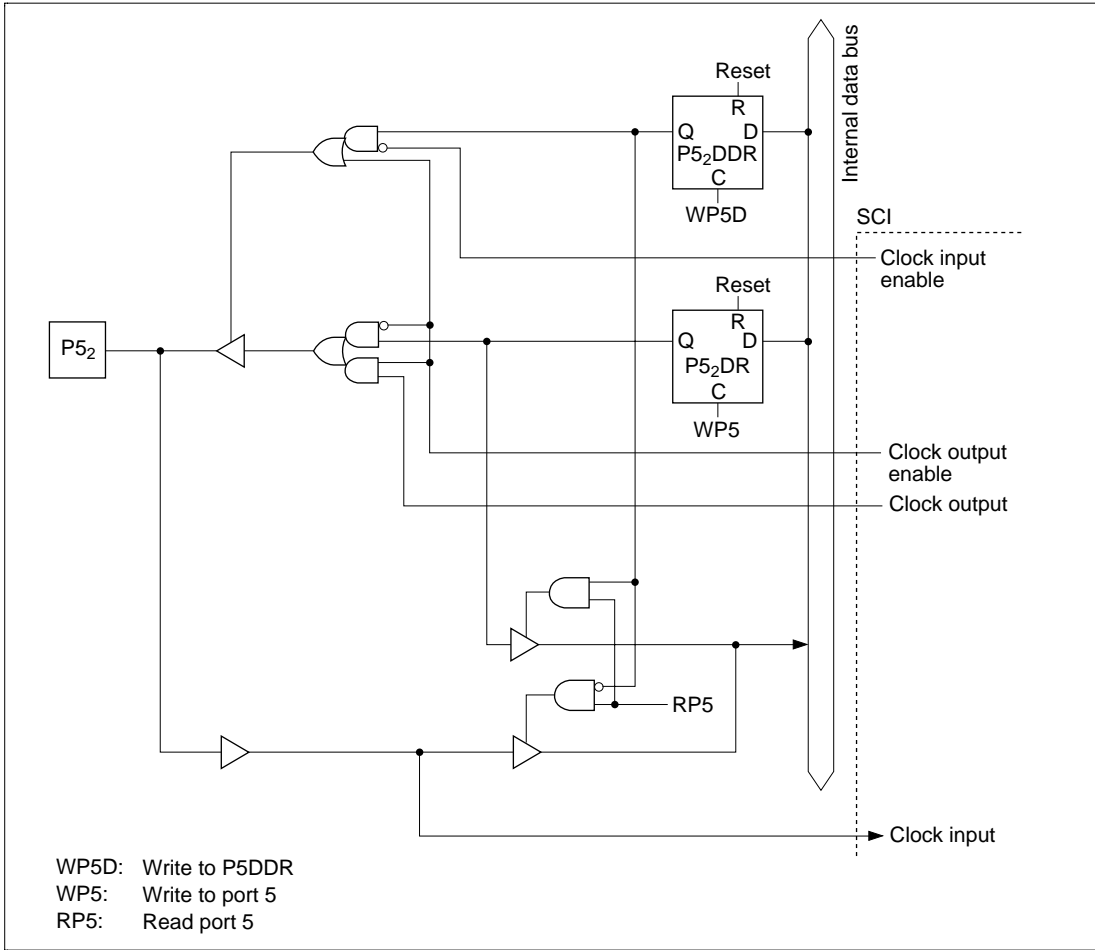 Reset
R
Q D
P5₂DDR
C
WP5D
Internal data bus
SCI
Clock input
enable
Reset
R
Q D
P5₂DR
C
WP5
P5₂
Clock output
enable
Clock output
RP5
Clock input
WP5D: Write to P5DDR
WP5: Write to port 5
RP5: Read port 5